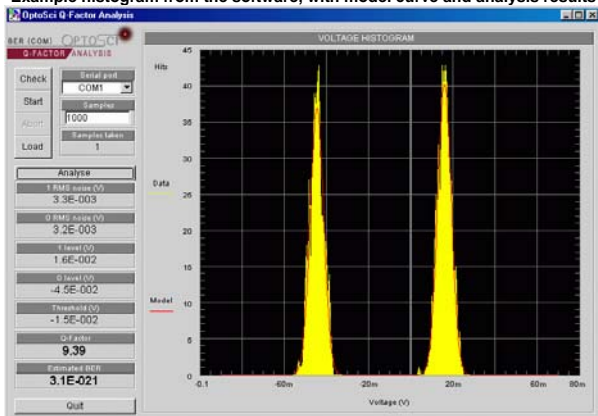 Example histogram from the software, with model curve and analysis results
OptoSci Q-Factor Analysis
BER (COM) OPTOSCI
Q-FACTOR ANALYSIS
Check
Start
Abort
Load
Serial port
COM1
Samples
1000
Samples taken
1
Analyse
1 RMS noise (V)
3.3E-003
0 RMS noise (V)
3.2E-003
1 level (V)
1.6E-002
0 level (V)
-4.5E-002
Threshold (V)
-1.5E-002
Q-Factor
9.39
Estimated BER
3.1E-021
Quit
VOLTAGE HISTOGRAM
Hits
Data
Model
45
40
35
30
25
20
15
10
5
0
-0.1
-60m
-20m
20m
60m
80m
Voltage (V)